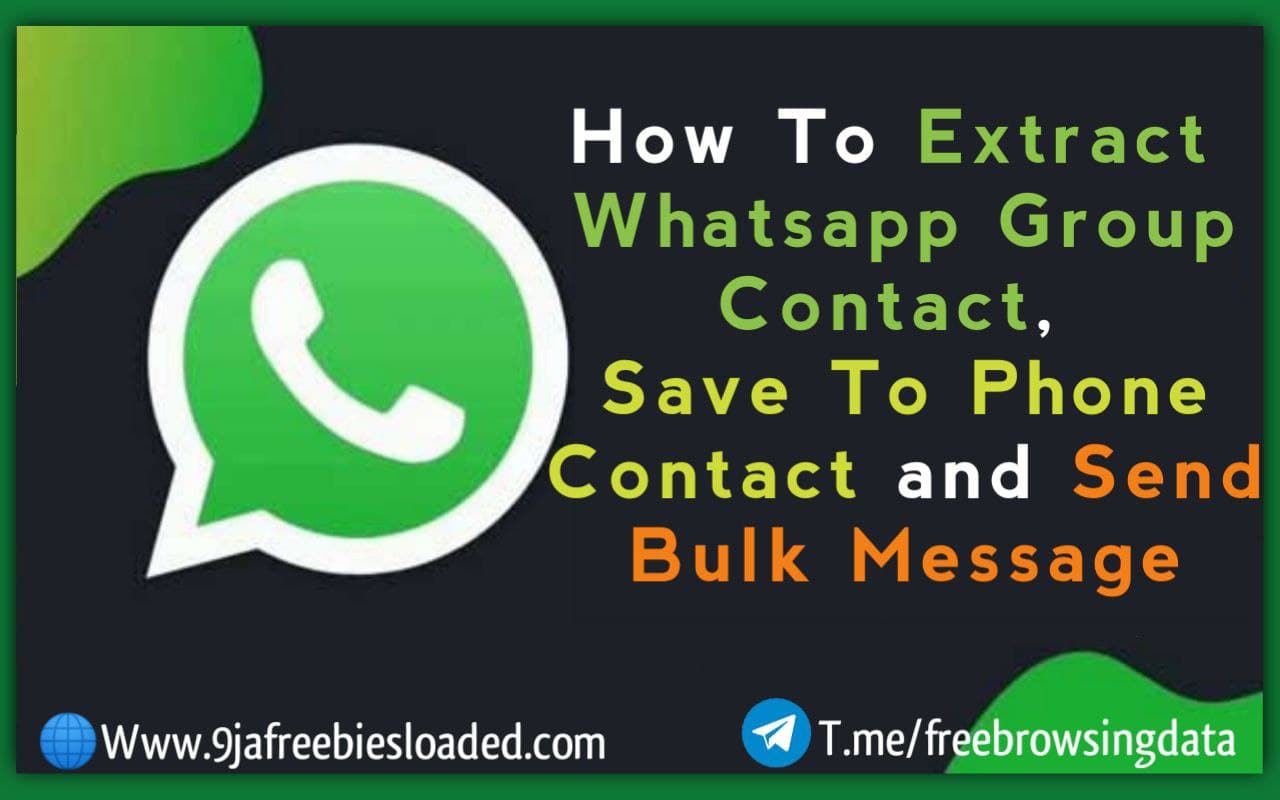 How To Extract
Whatsapp Group
Contact,
Save To Phone
Contact and Send
Bulk Message
Www.9jafreebiesloaded.com
T.me/freebrowsingdata